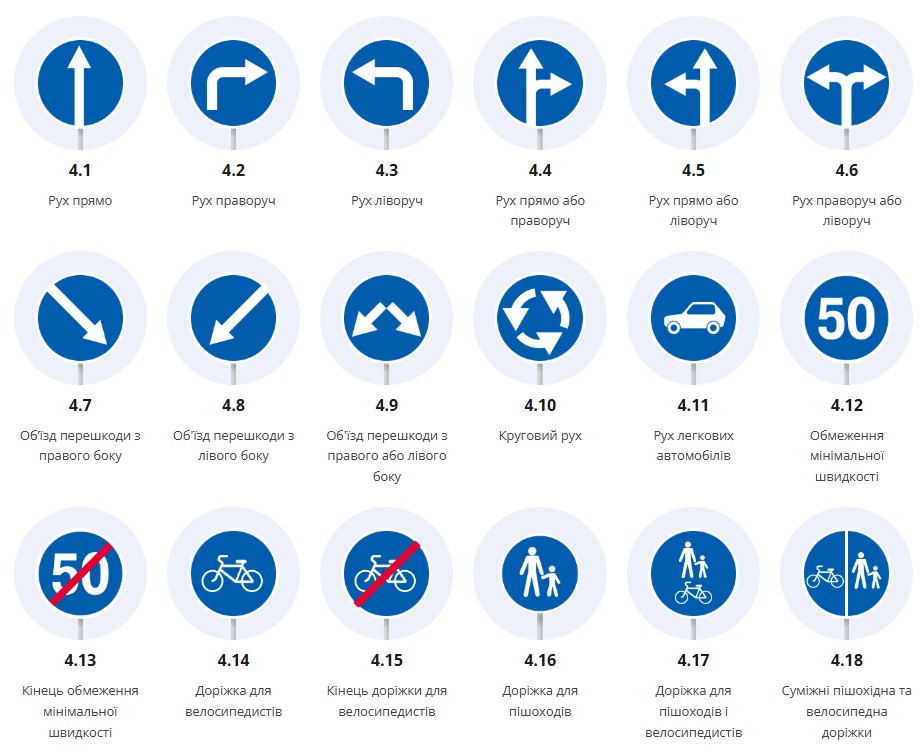 4.1
Рух прямо
4.2
Рух праворуч
4.3
Рух ліворуч
4.4
Рух прямо або
праворуч
4.5
Рух прямо або
ліворуч
4.6
Рух праворуч або
ліворуч
4.7
Об'їзд перешкоди з
правого боку
4.8
Об'їзд перешкоди з
лівого боку
4.9
Об'їзд перешкоди з
правого або лівого
боку
4.10
Круговий рух
4.11
Рух легкових
автомобілів
50
4.12
Обмеження
мінімальної
швидкості
50
4.13
Кінець обмеження
мінімальної
швидкості
4.14
Доріжка для
велосипедистів
4.15
Кінець доріжки для
велосипедистів
4.16
Доріжка для
пішоходів
4.17
Доріжка для
пішоходів і
велосипедистів
4.18
Суміжні пішохідна та
велосипедна
доріжки